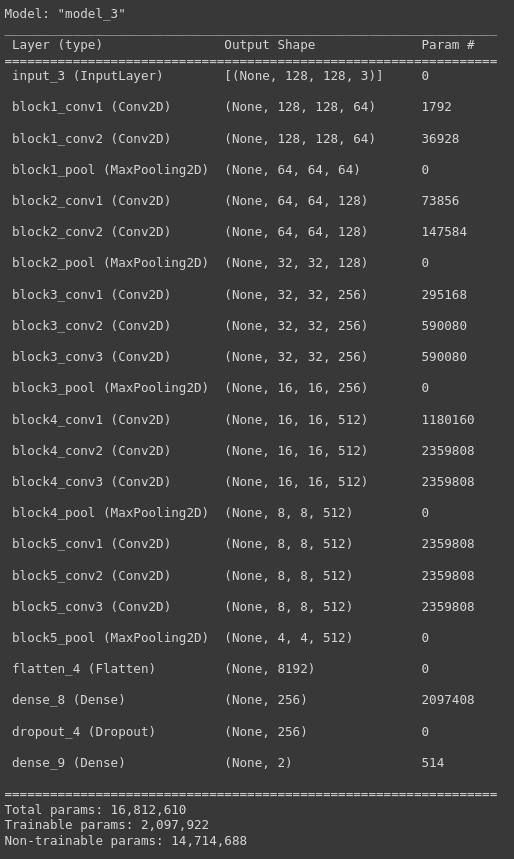 Model: "model_3"
_________________________________________________________________
Layer (type) Output Shape Param #
=================================================================
input_3 (InputLayer) [(None, 128, 128, 3)] 0
block1_conv1 (Conv2D) (None, 128, 128, 64) 1792
block1_conv2 (Conv2D) (None, 128, 128, 64) 36928
block1_pool (MaxPooling2D) (None, 64, 64, 64) 0
block2_conv1 (Conv2D) (None, 64, 64, 128) 73856
block2_conv2 (Conv2D) (None, 64, 64, 128) 147584
block2_pool (MaxPooling2D) (None, 32, 32, 128) 0
block3_conv1 (Conv2D) (None, 32, 32, 256) 295168
block3_conv2 (Conv2D) (None, 32, 32, 256) 590080
block3_conv3 (Conv2D) (None, 32, 32, 256) 590080
block3_pool (MaxPooling2D) (None, 16, 16, 256) 0
block4_conv1 (Conv2D) (None, 16, 16, 512) 1180160
block4_conv2 (Conv2D) (None, 16, 16, 512) 2359808
block4_conv3 (Conv2D) (None, 16, 16, 512) 2359808
block4_pool (MaxPooling2D) (None, 8, 8, 512) 0
block5_conv1 (Conv2D) (None, 8, 8, 512) 2359808
block5_conv2 (Conv2D) (None, 8, 8, 512) 2359808
block5_conv3 (Conv2D) (None, 8, 8, 512) 2359808
block5_pool (MaxPooling2D) (None, 4, 4, 512) 0
flatten_4 (Flatten) (None, 8192) 0
dense_8 (Dense) (None, 256) 2097408
dropout_4 (Dropout) (None, 256) 0
dense_9 (Dense) (None, 2) 514
=================================================================
Total params: 16,812,610
Trainable params: 2,097,922
Non-trainable params: 14,714,688